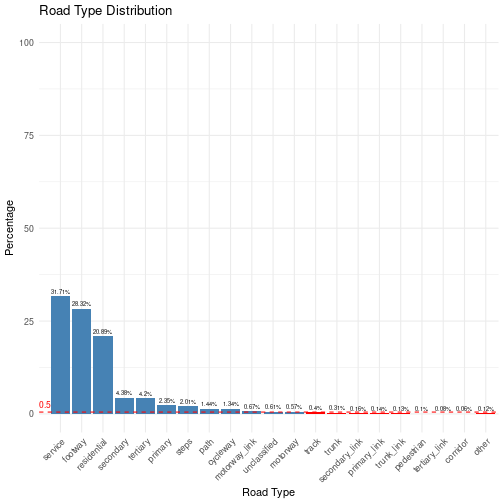 Road Type Distribution
Percentage
100
75
50
25
0
0.5
31.71%
28.32%
20.89%
4.38%
4.2%
2.35%
2.01%
1.44%
1.34%
0.67%
0.61%
0.57%
0.4%
0.31%
0.16%
0.14%
0.13%
0.1%
0.08%
0.06%
0.12%
service
footway
residential
secondary
tertiary
primary
steps
path
cycleway
motorway_link
unclassified
motorway
track
trunk
secondary_link
primary_link
trunk_link
pedestrian
tertiary_link
corridor
other
Road Type